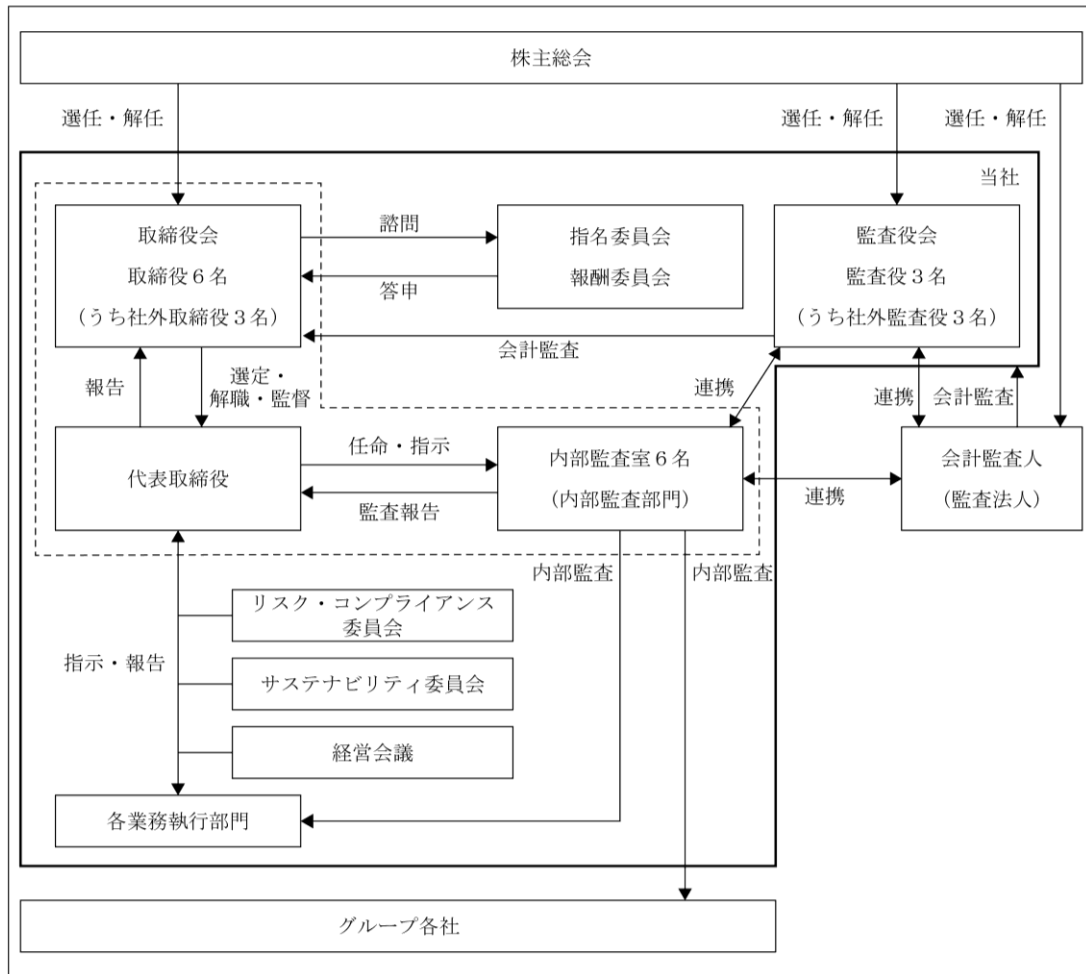 株主総会
選任・解任
選任・解任
選任・解任
当社
取締役会
取締役6名
（うち社外取締役3名）
諮問
答申
指名委員会
報酬委員会
監査役会
監査役3名
（うち社外監査役3名）
会計監査
報告
選定・
解職・監督
連携
連携
会計監査
代表取締役
任命・指示
監査報告
内部監査室6名
（内部監査部門）
連携
会計監査人
（監査法人）
内部監査
内部監査
指示・報告
リスク・コンプライアンス
委員会
サステナビリティ委員会
経営会議
各業務執行部門
グループ各社